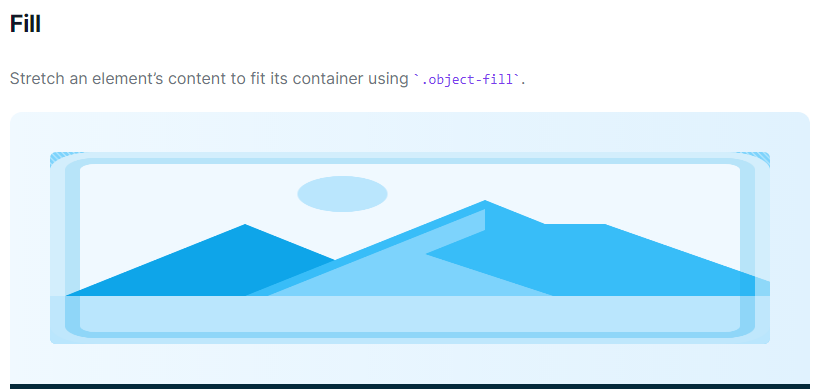 Fill
Stretch an element’s content to fit its container using `.object-fill`.